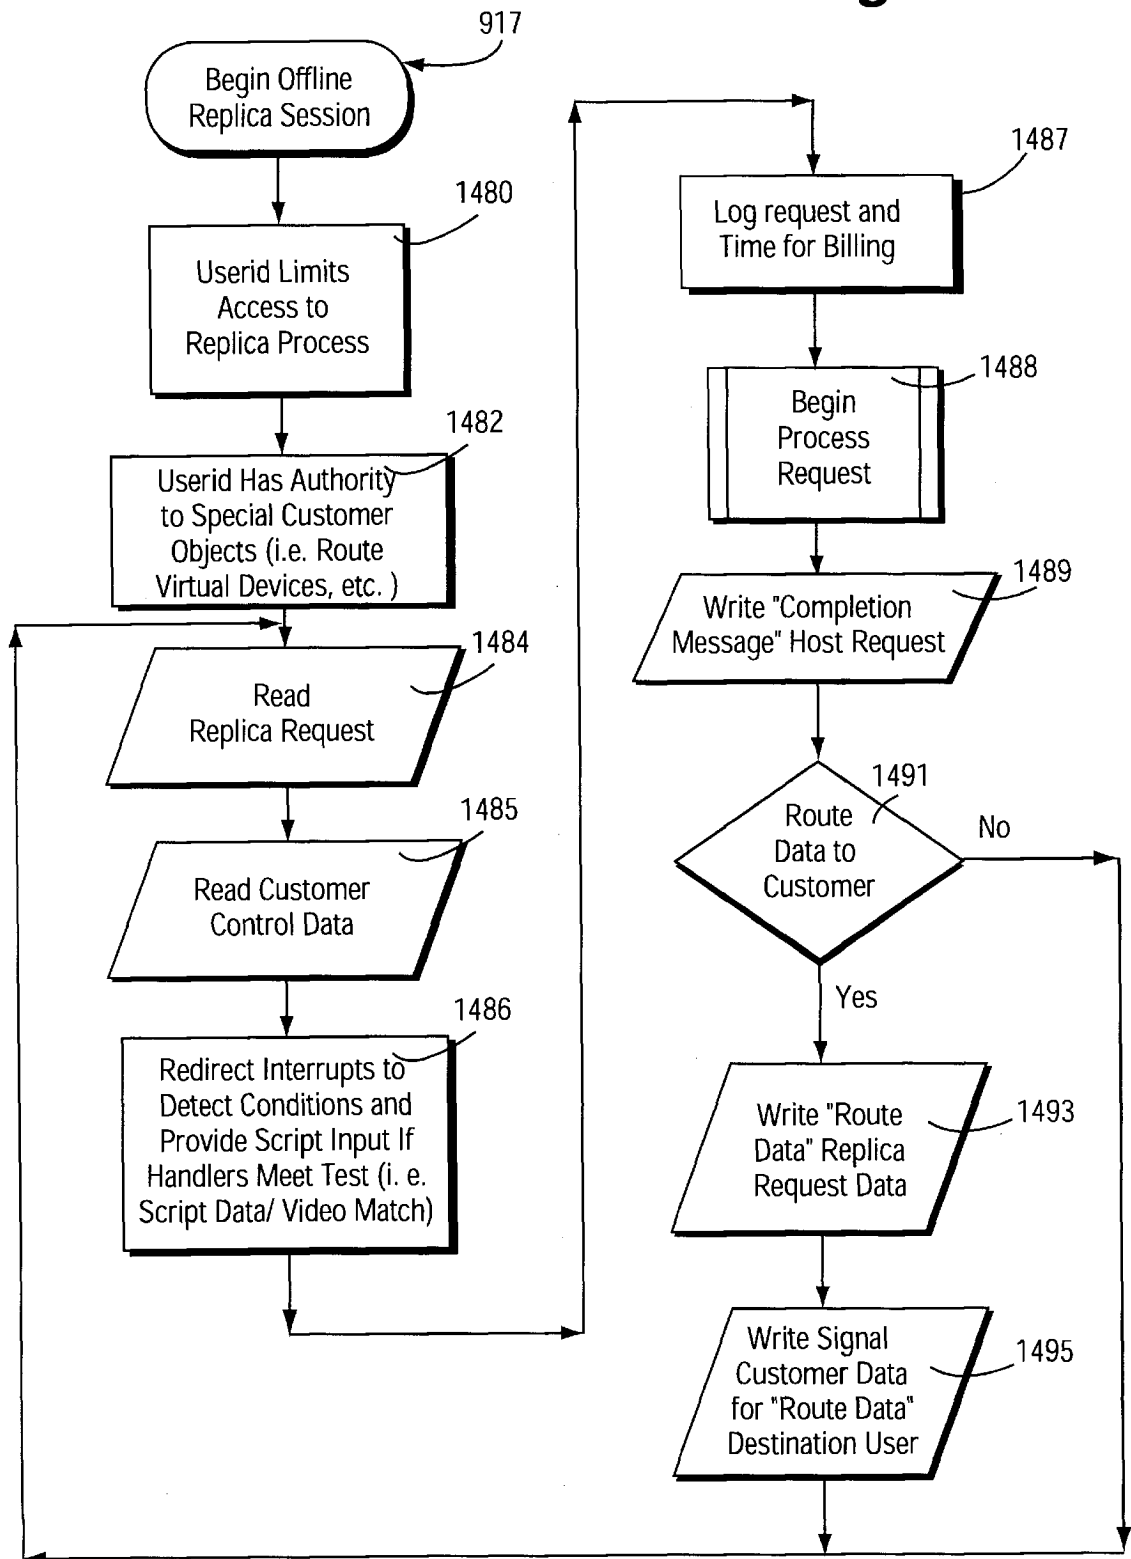 917
Begin Offline
Replica Session
1480
Userid Limits
Access to
Replica Process
1482
Userid Has Authority
to Special Customer
Objects (i.e. Route
Virtual Devices, etc. )
1484
Read
Replica Request
1485
Read Customer
Control Data
1486
Redirect Interrupts to
Detect Conditions and
Provide Script Input If
Handlers Meet Test (i. e.
Script Data/ Video Match)
1487
Log request and
Time for Billing
1488
Begin
Process
Request
1489
Write "Completion
Message" Host Request
1491
Route
Data to
Customer
No
Yes
1493
Write "Route
Data" Replica
Request Data
1495
Write Signal
Customer Data
for "Route Data"
Destination User